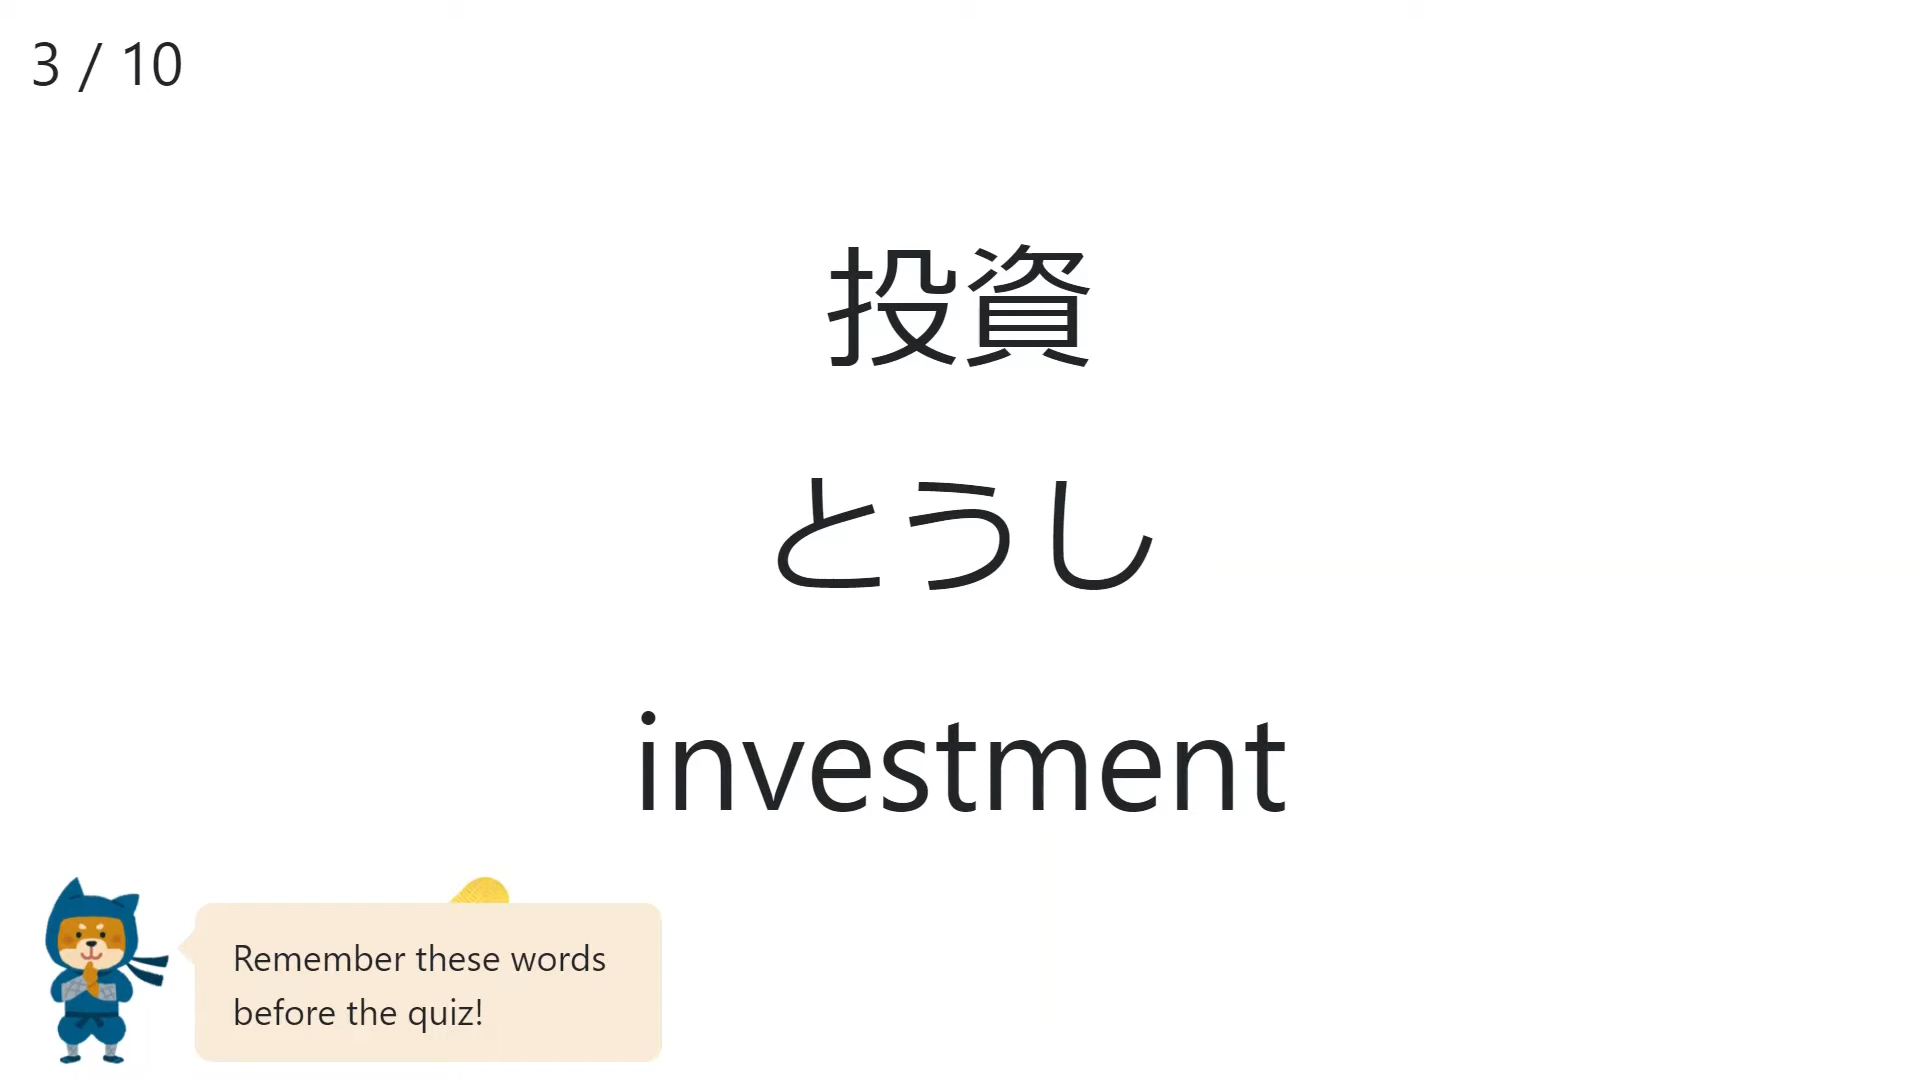 3 / 10
投資
とうし
investment
Remember these words
before the quiz!